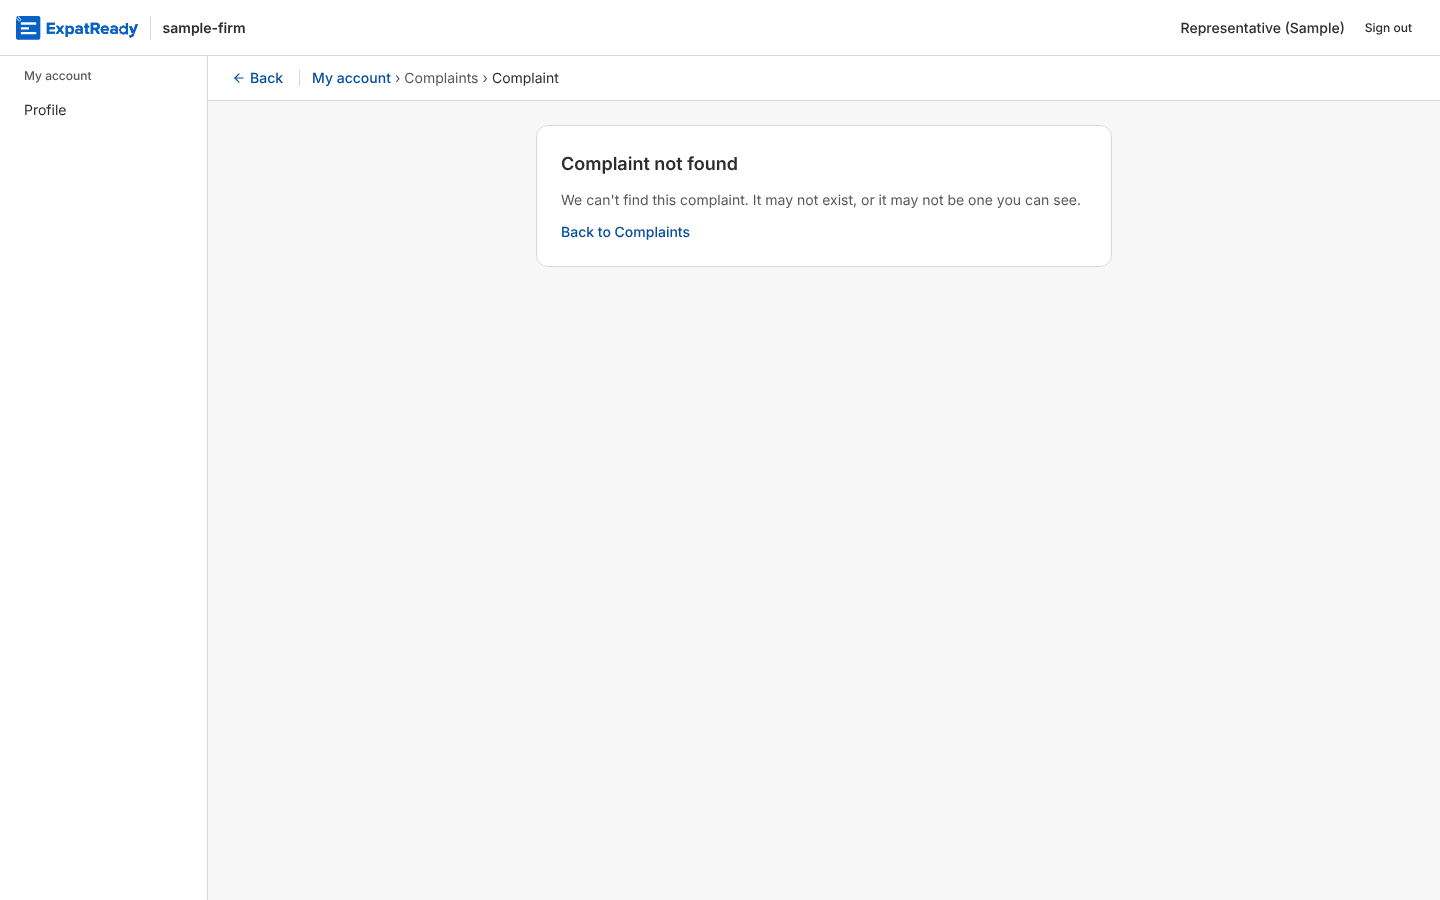 ExpatReady sample-firm Representative (Sample) Sign out
My account
Profile
← Back My account › Complaints › Complaint
Complaint not found
We can't find this complaint. It may not exist, or it may not be one you can see.
Back to Complaints